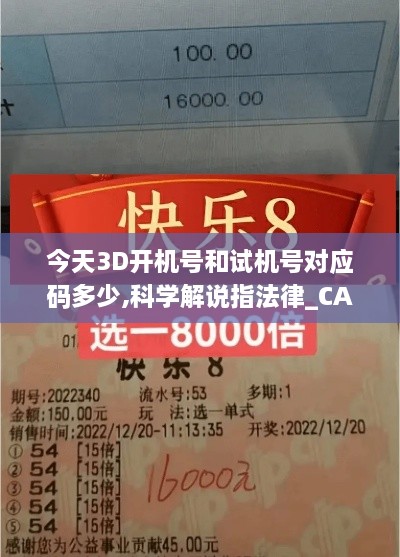 100.00
计
16000.00
快乐8
今天3D开机号和试机号对应
码多少,科学解说指法律_CA
选一8000倍
01
快乐8
期号:2022340 流水号:53 多期:1
金额:150.00元 玩 法:选一单式
销售时间:2022/12/20-11:13:35 开奖:2022/12/20
① 54 [15倍]
② 54 [15倍]
③ 54 [15倍]
④ 54 [15倍]
⑤ 54 [15倍]
16000元
感谢您为公益事业贡献45.00元